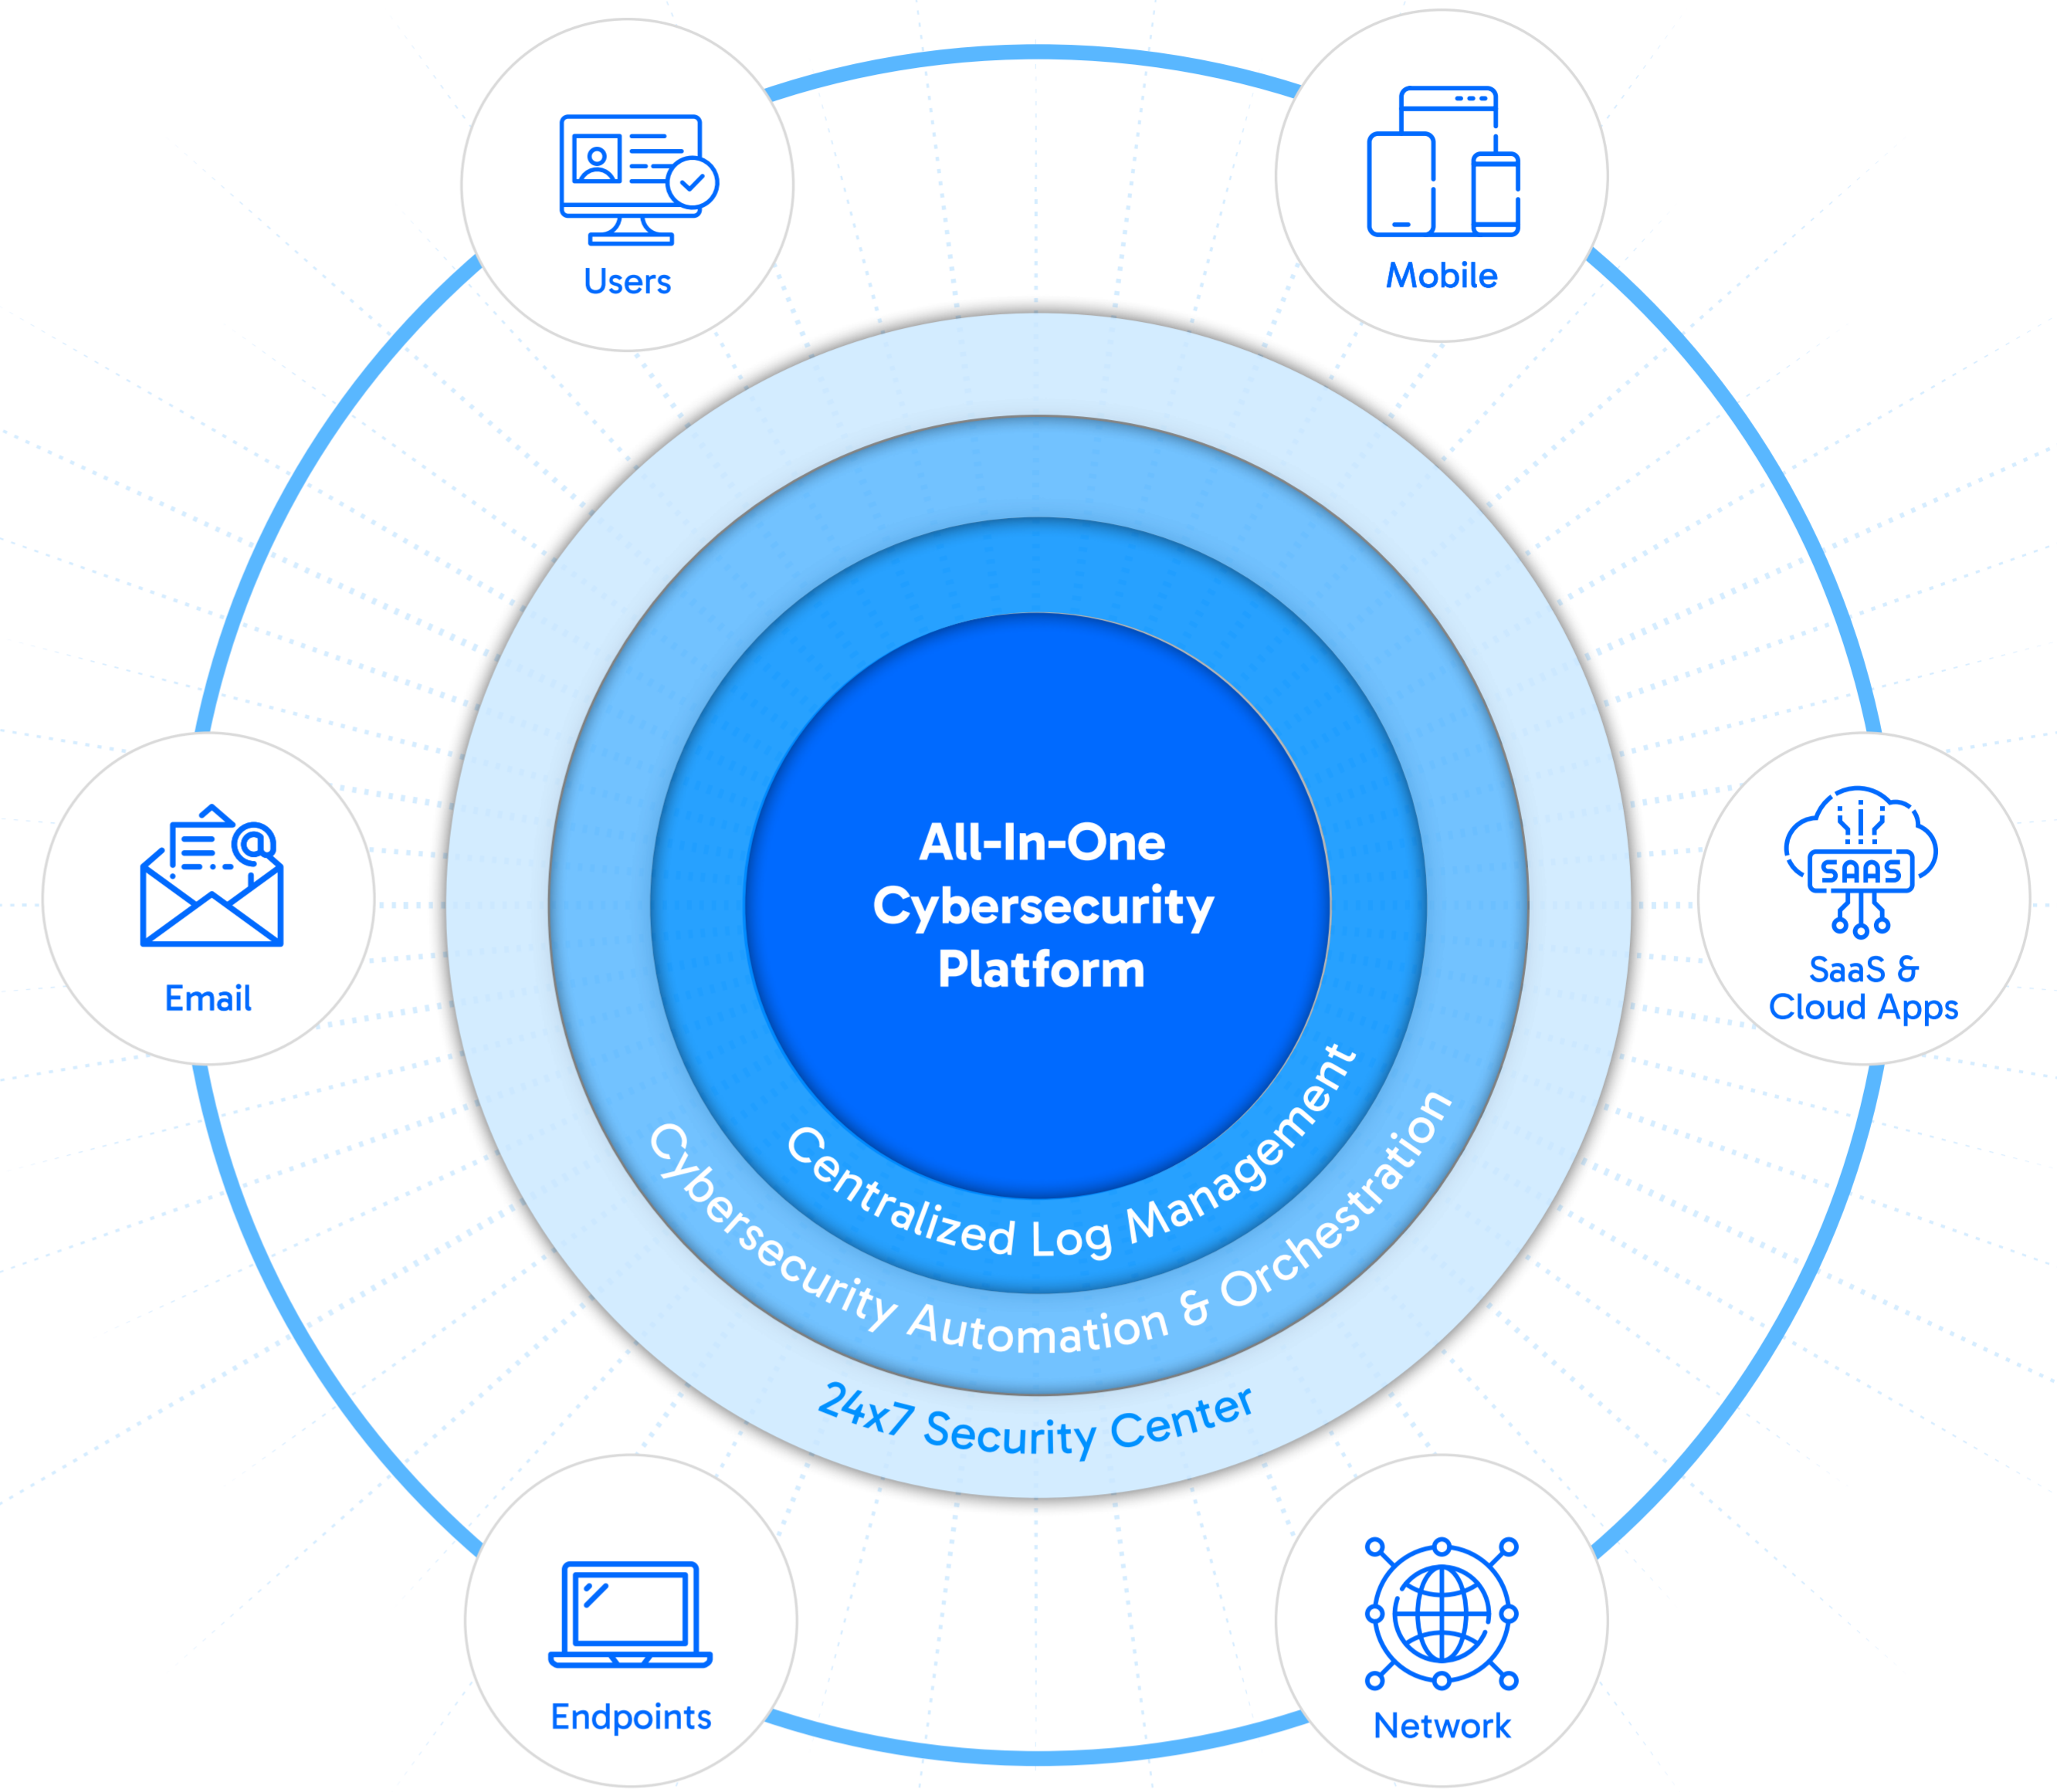 Users
Mobile
All-In-One
Cybersecurity
Platform
SAAS
SaaS &
Cloud Apps
Email
Centralized Log Management
Cybersecurity Automation & Orchestration
24x7 Security Center
Endpoints
Network